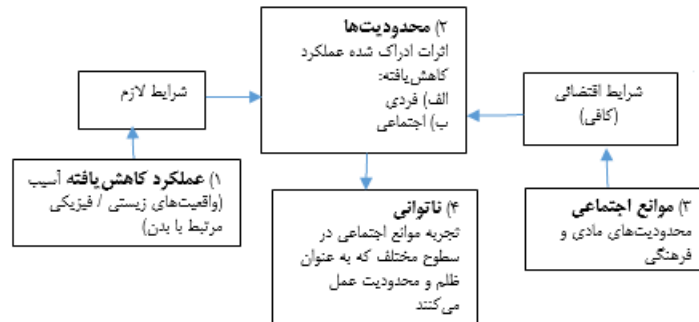 ۲) محدودیت‌ها
اثرات ادراک شده عملکرد
کاهش‌یافته:
الف) فردی
ب) اجتماعی
شرایط لازم
شرایط اقتضائی
(کافی)
۱) عملکرد کاهش‌یافته آسیب
(واقعیت‌های زیستی / فیزیکی
مرتبط با بدن)
۴) ناتوانی
تجربه موانع اجتماعی در
سطوح مختلف که به عنوان
ظلم و محدودیت عمل
می‌کنند
۳) موانع اجتماعی
محدودیت‌های مادی و
فرهنگی